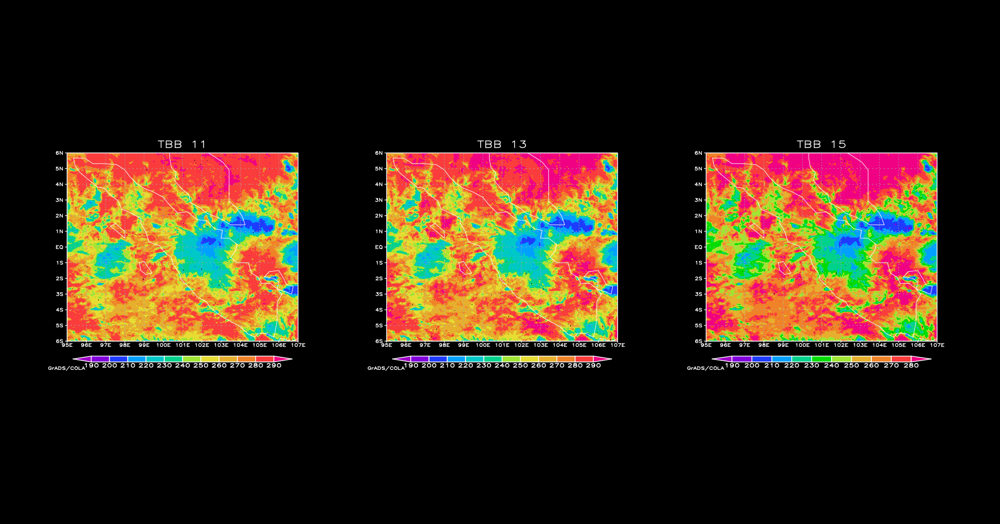 TBB 11 TBB 13 TBB 15
6N 6N 6N
5N 5N 5N
4N 4N 4N
3N 3N 3N
2N 2N 2N
1N 1N 1N
EQ EQ EQ
1S 1S 1S
2S 2S 2S
3S 3S 3S
4S 4S 4S
5S 5S 5S
6S 6S 6S
95E 96E 97E 98E 99E 100E 101E 102E 103E 104E 105E 106E 107E 95E 96E 97E 98E 99E 100E 101E 102E 103E 104E 105E 106E 107E 95E 96E 97E 98E 99E 100E 101E 102E 103E 104E 105E 106E 107E
190 200 210 220 230 240 250 260 270 280 290 190 200 210 220 230 240 250 260 270 280 290 190 200 210 220 230 240 250 260 270 280
GrADS/COLA GrADS/COLA GrADS/COLA